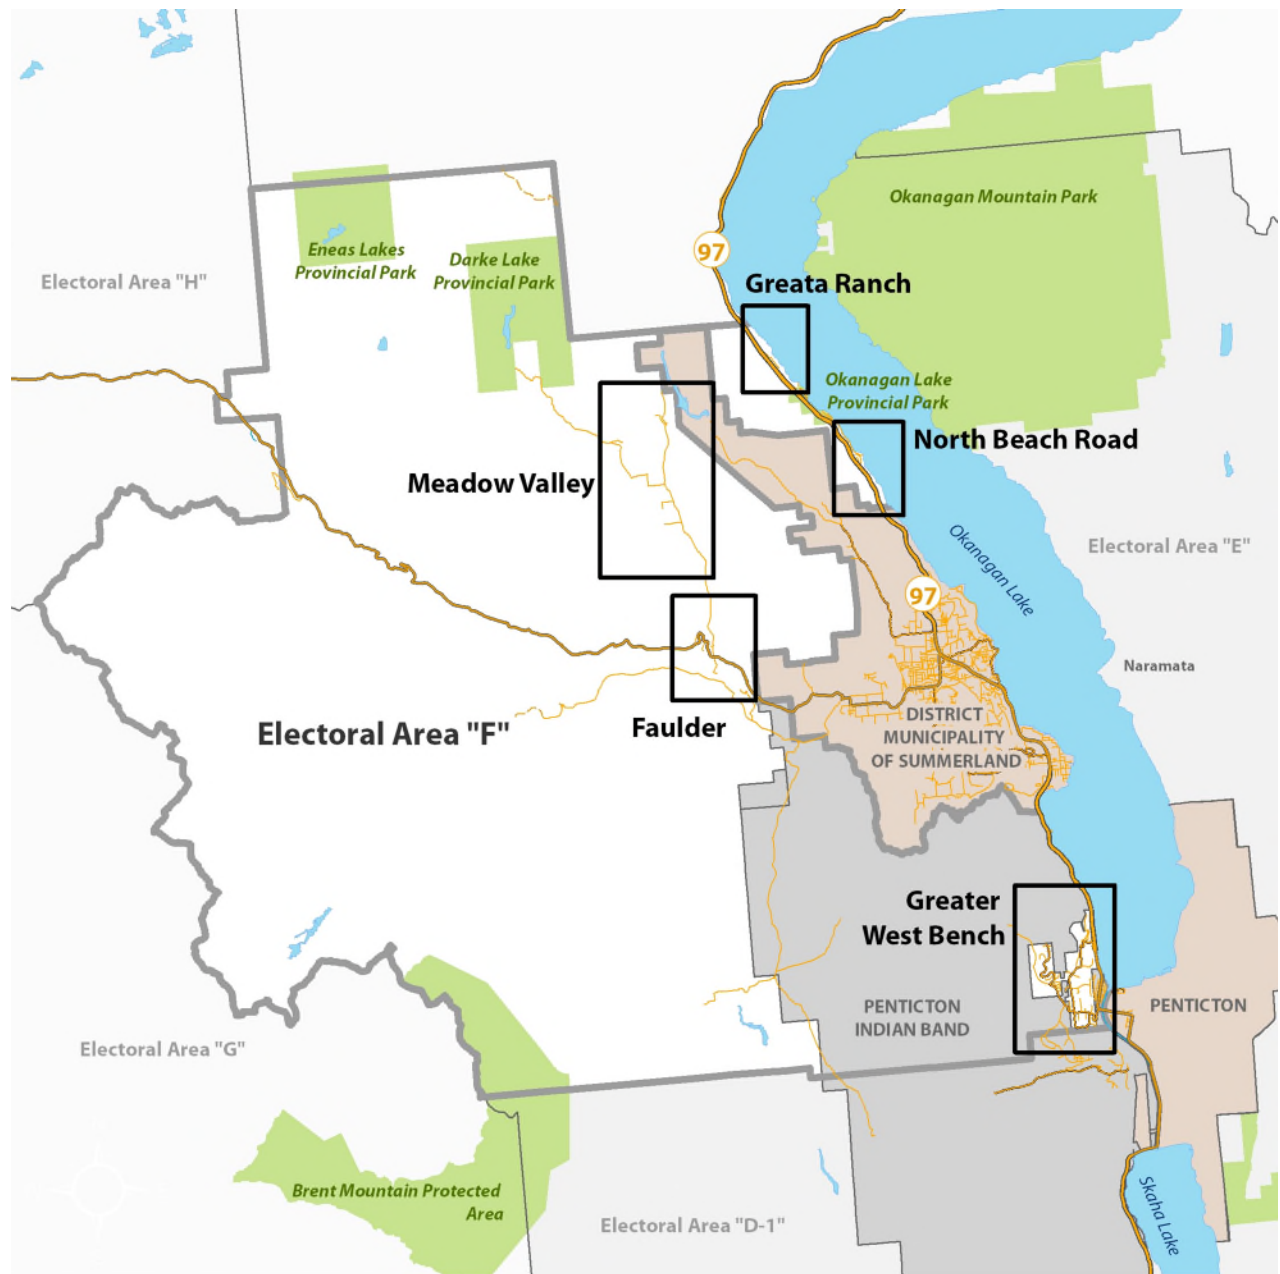 Okanagan Mountain Park
97
Eneas Lakes
Provincial Park
Darke Lake
Provincial Park
Electoral Area "H"
Greata Ranch
Okanagan Lake
Provincial Park
North Beach Road
Meadow Valley
Okanagan Lake
Electoral Area "E"
97
Naramata
Faulder
Electoral Area "F"
DISTRICT
MUNICIPALITY
OF SUMMERLAND
Greater
West Bench
PENTICTON
INDIAN BAND
PENTICTON
Electoral Area "G"
Brent Mountain Protected
Area
Electoral Area "D-1"
Skaha Lake